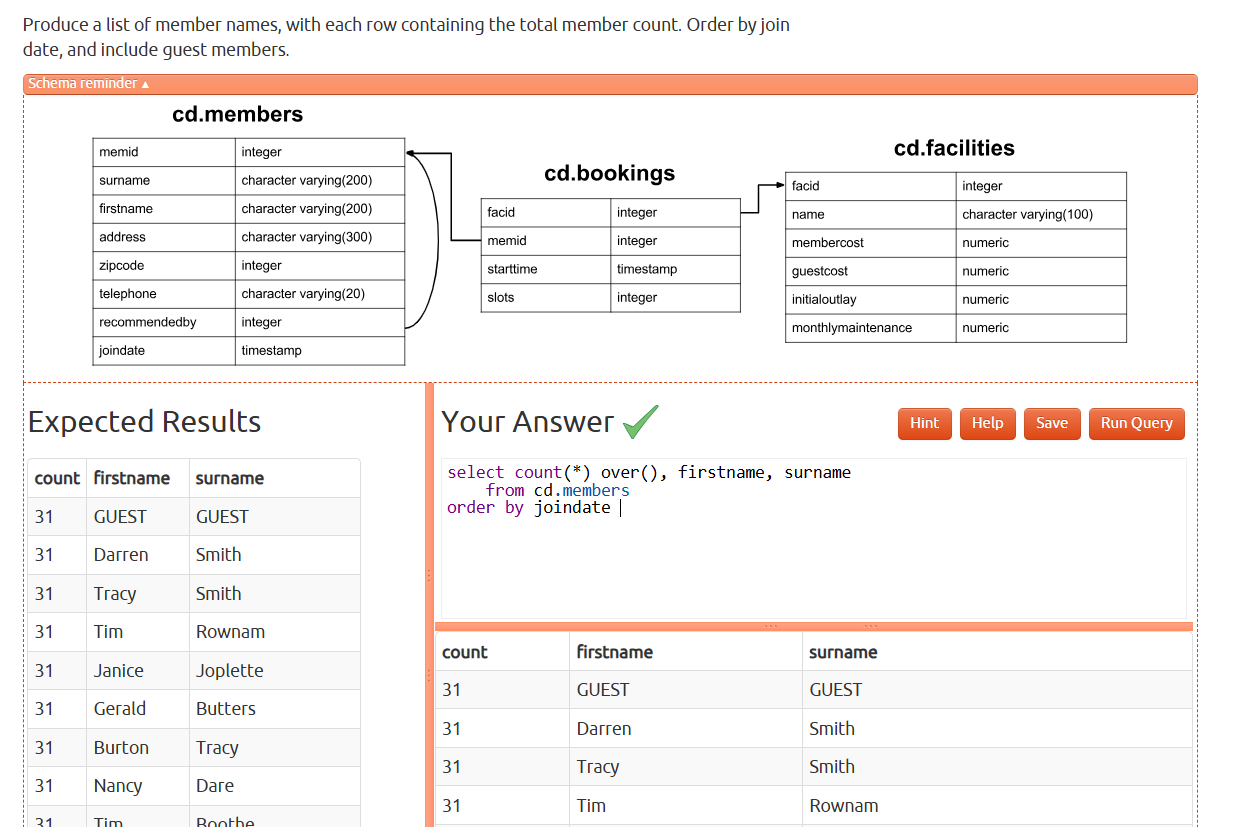 Produce a list of member names, with each row containing the total member count. Order by join
date, and include guest members.
Schema reminder ▲
cd.members
memid integer
surname character varying(200)
firstname character varying(200)
address character varying(300)
zipcode integer
telephone character varying(20)
recommendedby integer
joindate timestamp
cd.bookings
facid integer
memid integer
starttime timestamp
slots integer
cd.facilities
facid integer
name character varying(100)
membercost numeric
guestcost numeric
initialoutlay numeric
monthlymaintenance numeric
Expected Results
count firstname surname
31 GUEST GUEST
31 Darren Smith
31 Tracy Smith
31 Tim Rownam
31 Janice Joplette
31 Gerald Butters
31 Burton Tracy
31 Nancy Dare
31 Tim Boothe
Your Answer
Hint Help Save Run Query
select count(*) over(), firstname, surname
from cd.members
order by joindate
count firstname surname
31 GUEST GUEST
31 Darren Smith
31 Tracy Smith
31 Tim Rownam